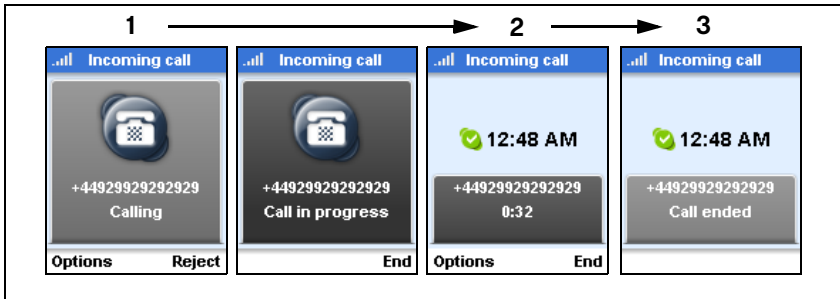 1 2 3
Incoming call
+44929929292929
Calling
Options Reject
Incoming call
+44929929292929
Call in progress
End
Incoming call
12:48 AM
+44929929292929
0:32
Options End
Incoming call
12:48 AM
+44929929292929
Call ended